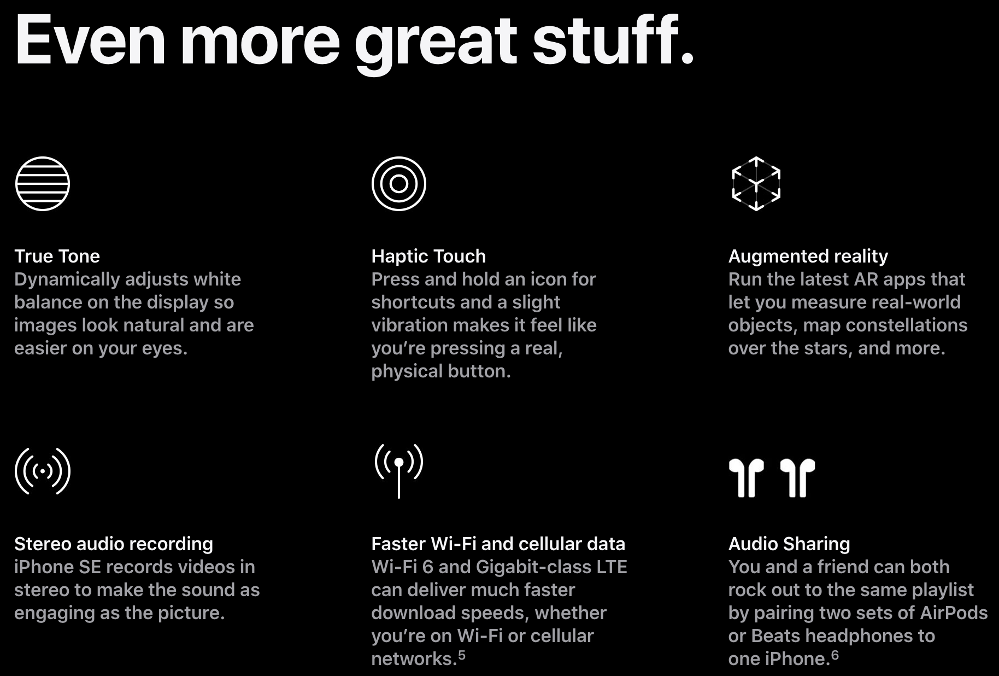 Even more great stuff.
True Tone
Dynamically adjusts white
balance on the display so
images look natural and are
easier on your eyes.
Haptic Touch
Press and hold an icon for
shortcuts and a slight
vibration makes it feel like
you’re pressing a real,
physical button.
Augmented reality
Run the latest AR apps that
let you measure real-world
objects, map constellations
over the stars, and more.
Stereo audio recording
iPhone SE records videos in
stereo to make the sound as
engaging as the picture.
Faster Wi-Fi and cellular data
Wi-Fi 6 and Gigabit-class LTE
can deliver much faster
download speeds, whether
you’re on Wi-Fi or cellular
networks.⁵
Audio Sharing
You and a friend can both
rock out to the same playlist
by pairing two sets of AirPods
or Beats headphones to
one iPhone.⁶